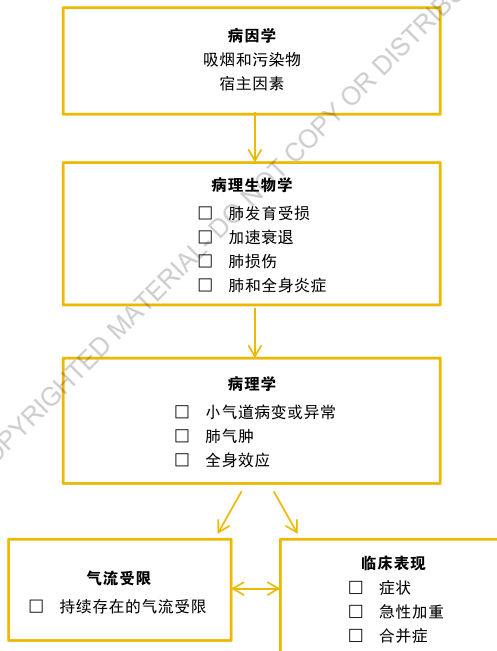 病因学
吸烟和污染物
宿主因素
病理生物学
□ 肺发育受损
□ 加速衰退
□ 肺损伤
□ 肺和全身炎症
病理学
□ 小气道病变或异常
□ 肺气肿
□ 全身效应
气流受限
□ 持续存在的气流受限
临床表现
□ 症状
□ 急性加重
□ 合并症
OPYRIGHTED MATERIAL- DO NOT COPY OR DISTRIB